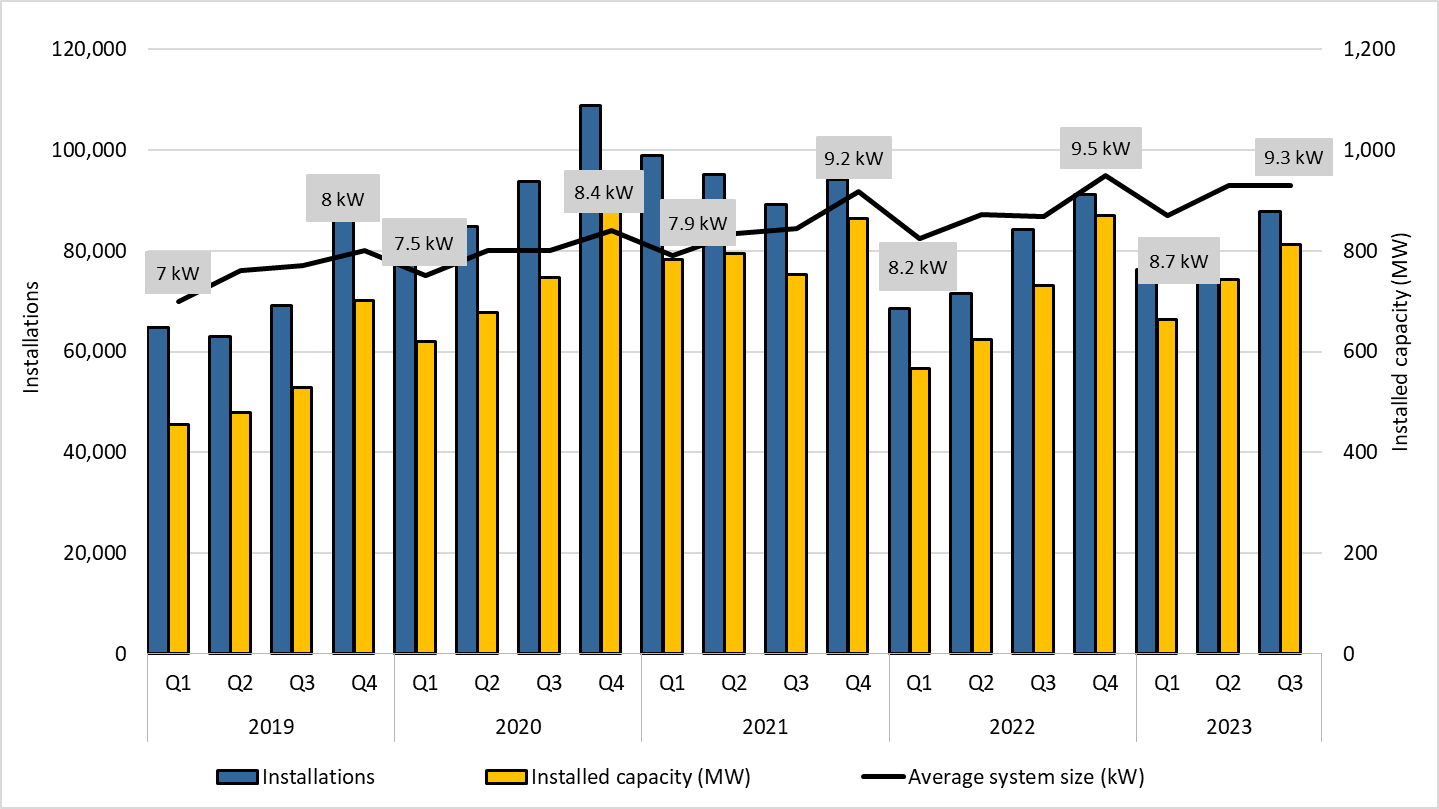 120,000
100,000
80,000
60,000
40,000
20,000
0
Installations
1,200
1,000
800
600
400
200
0
Installed capacity (MW)
7 kW
8 kW
7.5 kW
8.4 kW
7.9 kW
9.2 kW
8.2 kW
9.5 kW
8.7 kW
9.3 kW
Q1 Q2 Q3 Q4 Q1 Q2 Q3 Q4 Q1 Q2 Q3 Q4 Q1 Q2 Q3 Q4 Q1 Q2 Q3
2019 2020 2021 2022 2023
Installations Installed capacity (MW) Average system size (kW)